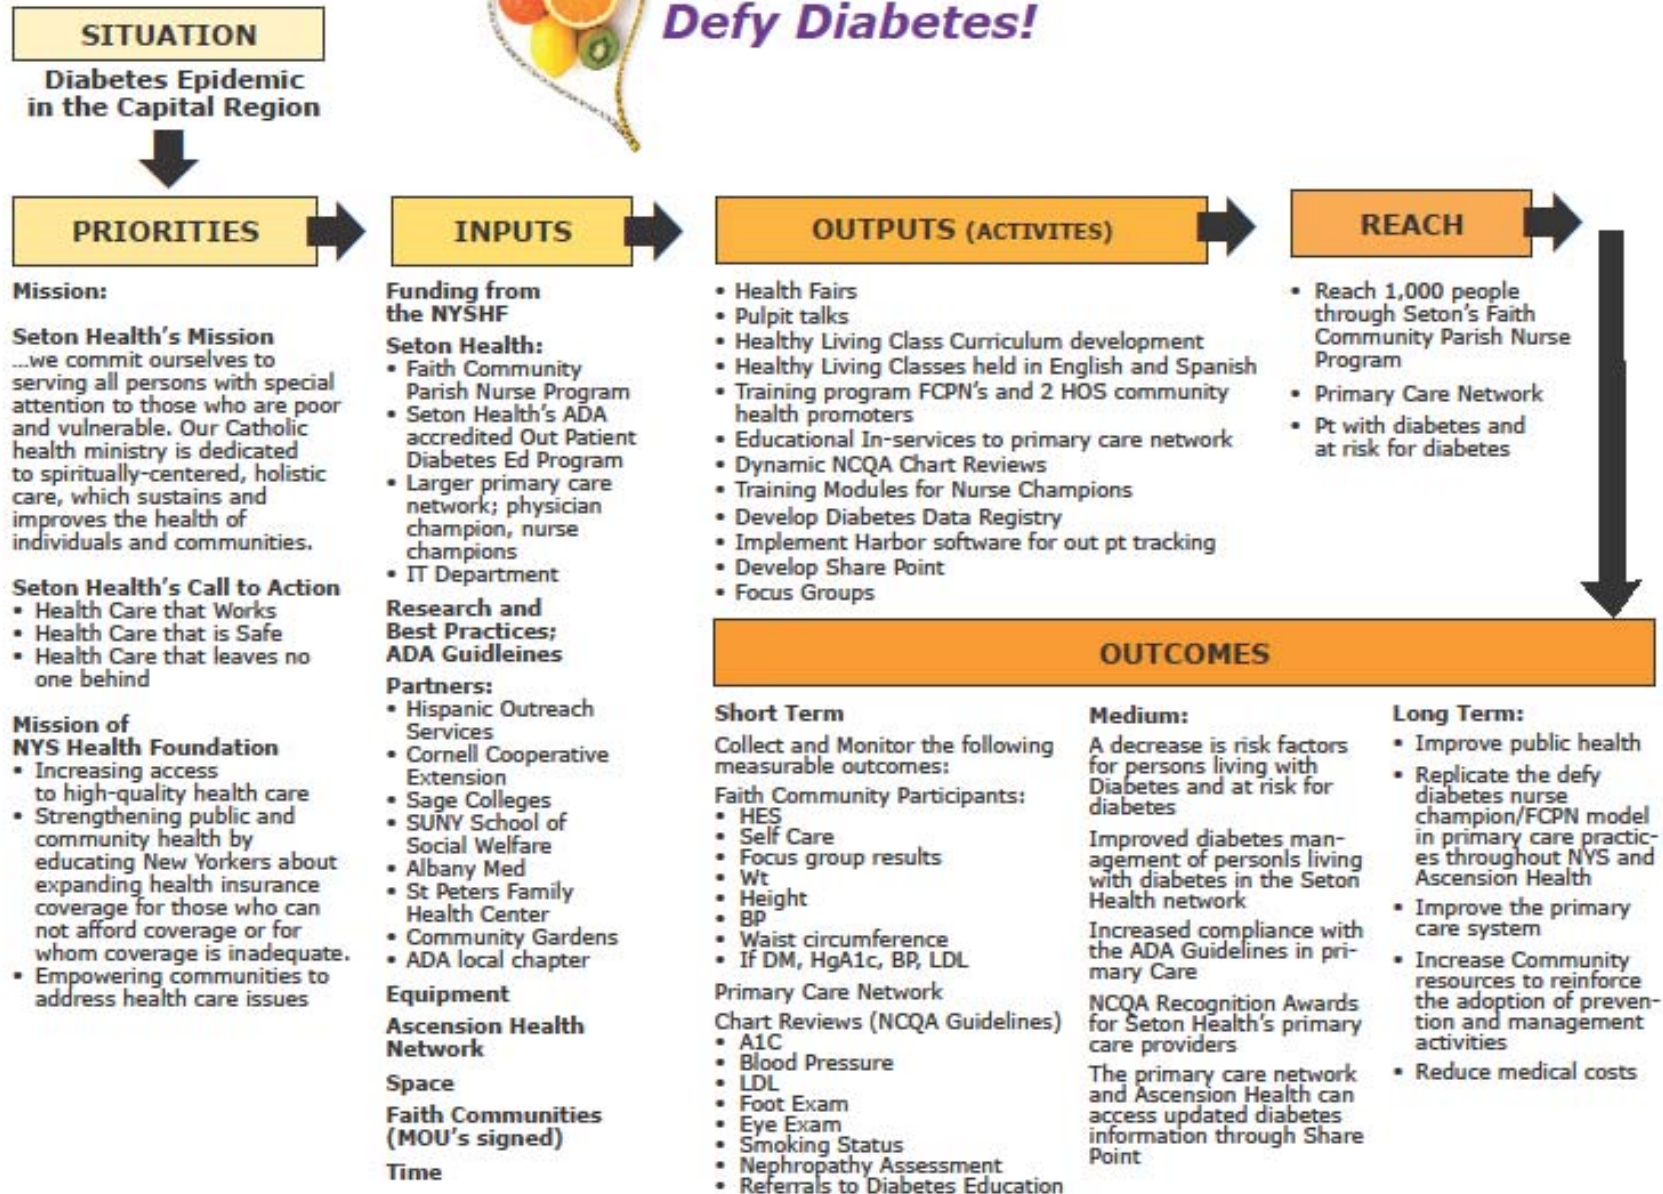 Defy Diabetes!
SITUATION
Diabetes Epidemic
in the Capital Region
PRIORITIES
Mission:
Seton Health's Mission
...we commit ourselves to
serving all persons with special
attention to those who are poor
and vulnerable. Our Catholic
health ministry is dedicated
to spiritually-centered, holistic
care, which sustains and
improves the health of
individuals and communities.
Seton Health's Call to Action
• Health Care that Works
• Health Care that is Safe
• Health Care that leaves no
one behind
Mission of
NYS Health Foundation
• Increasing access
to high-quality health care
• Strengthening public and
community health by
educating New Yorkers about
expanding health insurance
coverage for those who can
not afford coverage or for
whom coverage is inadequate.
• Empowering communities to
address health care issues
INPUTS
Funding from
the NYSHF
Seton Health:
• Faith Community
Parish Nurse Program
• Seton Health's ADA
accredited Out Patient
Diabetes Ed Program
• Larger primary care
network; physician
champion, nurse
champions
• IT Department
Research and
Best Practices;
ADA Guidleines
Partners:
• Hispanic Outreach
Services
• Cornell Cooperative
Extension
• Sage Colleges
• SUNY School of
Social Welfare
• Albany Med
• St Peters Family
Health Center
• Community Gardens
• ADA local chapter
Equipment
Ascension Health
Network
Space
Faith Communities
(MOU's signed)
Time
OUTPUTS (ACTIVITES)
• Health Fairs
• Pulpit talks
• Healthy Living Class Curriculum development
• Healthy Living Classes held in English and Spanish
• Training program FCPN's and 2 HOS community
health promoters
• Educational In-services to primary care network
• Dynamic NCQA Chart Reviews
• Training Modules for Nurse Champions
• Develop Diabetes Data Registry
• Implement Harbor software for out pt tracking
• Develop Share Point
• Focus Groups
REACH
• Reach 1,000 people
through Seton's Faith
Community Parish Nurse
Program
• Primary Care Network
• Pt with diabetes and
at risk for diabetes
OUTCOMES
Short Term
Collect and Monitor the following
measurable outcomes:
Faith Community Participants:
• HES
• Self Care
• Focus group results
• Wt
• Height
• BP
• Waist circumference
• If DM, HgA1c, BP, LDL
Primary Care Network
Chart Reviews (NCQA Guidelines)
• A1C
• Blood Pressure
• LDL
• Foot Exam
• Eye Exam
• Smoking Status
• Nephropathy Assessment
• Referrals to Diabetes Education
Medium:
A decrease is risk factors
for persons living with
Diabetes and at risk for
diabetes
Improved diabetes man-
agement of personls living
with diabetes in the Seton
Health network
Increased compliance with
the ADA Guidelines in pri-
mary Care
NCQA Recognition Awards
for Seton Health's primary
care providers
The primary care network
and Ascension Health can
access updated diabetes
information through Share
Point
Long Term:
• Improve public health
• Replicate the defy
diabetes nurse
champion/FCPN model
in primary care practic-
es throughout NYS and
Ascension Health
• Improve the primary
care system
• Increase Community
resources to reinforce
the adoption of preven-
tion and management
activities
• Reduce medical costs